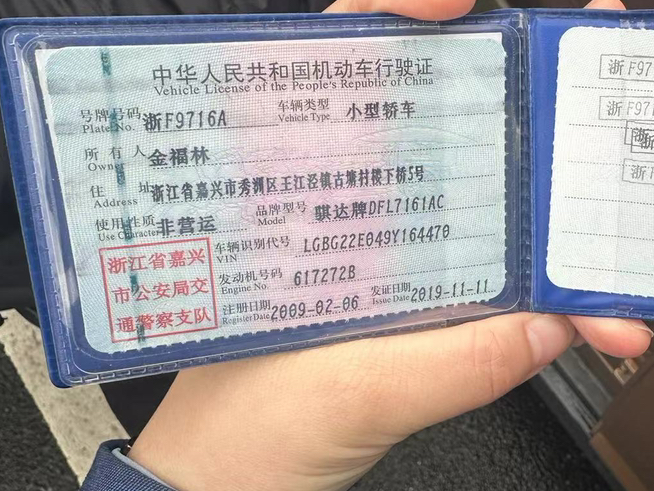 中华人民共和国机动车行驶证
Vehicle License of the People's Republic of China
号牌号码 浙F9716A 车辆类型 小型轿车
Plate No. Vehicle Type
所有人 金福林
Owner
住址 浙江省嘉兴市秀洲区王江泾镇古塘村楼下桥5号
Address
使用性质 非营运 品牌型号 骐达牌DFL7161AC
Use Character Model
车辆识别代号 LGBG22E049Y164470
VIN
发动机号码 617272B
Engine No.
注册日期 2009-02-06 发证日期 2019-11-11
Register Date Issue Date
浙江省嘉兴
市公安局交
通警察支队
浙F97
浙F971
浙
浙F